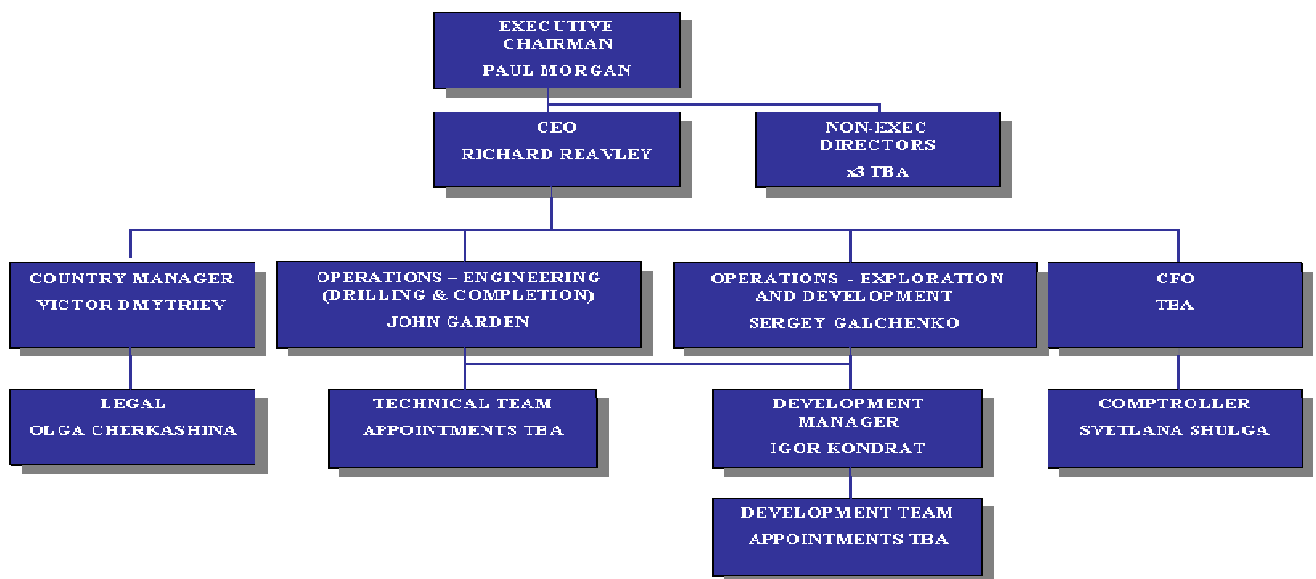 EXECUTIVE
CHAIRMAN
PAUL MORGAN
CEO
RICHARD REAVLEY
NON-EXEC
DIRECTORS
x3 TBA
COUNTRY MANAGER
VICTOR DMYTRIEV
OPERATIONS – ENGINEERING
(DRILLING & COMPLETION)
JOHN GARDEN
OPERATIONS - EXPLORATION
AND DEVELOPMENT
SERGEY GALCHENKO
CFO
TBA
LEGAL
OLGA CHERKASHINA
TECHNICAL TEAM
APPOINTMENTS TBA
DEVELOPMENT
MANAGER
IGOR KONDRAT
COMPTROLLER
SVETLANA SHULGA
DEVELOPMENT TEAM
APPOINTMENTS TBA